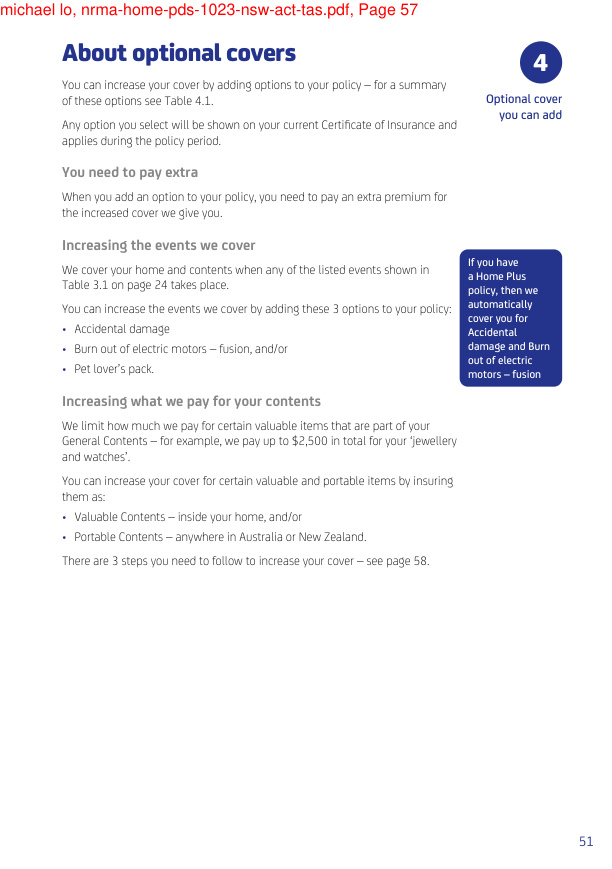 michael lo, nrma-home-pds-1023-nsw-act-tas.pdf, Page 57
About optional covers
4
Optional cover
you can add
You can increase your cover by adding options to your policy – for a summary
of these options see Table 4.1.
Any option you select will be shown on your current Certificate of Insurance and
applies during the policy period.
You need to pay extra
When you add an option to your policy, you need to pay an extra premium for
the increased cover we give you.
Increasing the events we cover
We cover your home and contents when any of the listed events shown in
Table 3.1 on page 24 takes place.
You can increase the events we cover by adding these 3 options to your policy:
• Accidental damage
• Burn out of electric motors – fusion, and/or
• Pet lover's pack.
If you have
a Home Plus
policy, then we
automatically
cover you for
Accidental
damage and Burn
out of electric
motors – fusion
Increasing what we pay for your contents
We limit how much we pay for certain valuable items that are part of your
General Contents – for example, we pay up to $2,500 in total for your 'jewellery
and watches'.
You can increase your cover for certain valuable and portable items by insuring
them as:
• Valuable Contents – inside your home, and/or
• Portable Contents – anywhere in Australia or New Zealand.
There are 3 steps you need to follow to increase your cover – see page 58.
51